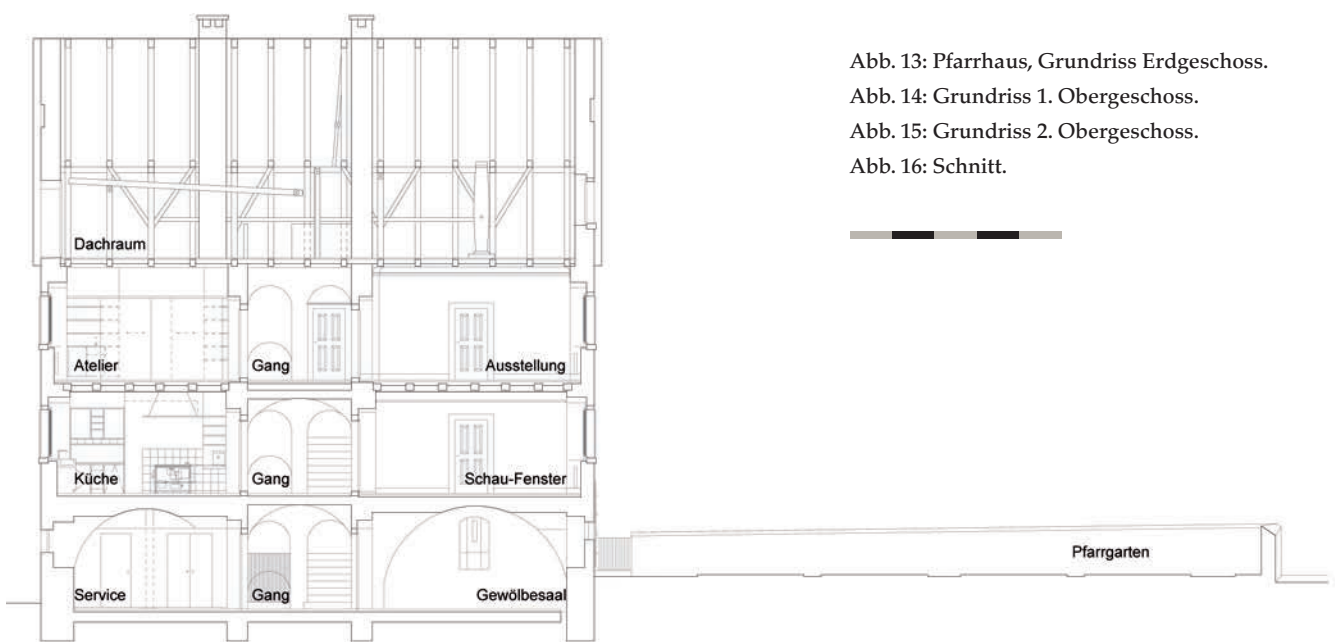 Abb. 13: Pfarrhaus, Grundriss Erdgeschoss.
Abb. 14: Grundriss 1. Obergeschoss.
Abb. 15: Grundriss 2. Obergeschoss.
Abb. 16: Schnitt.
Dachraum
Atelier Gang Ausstellung
Küche Gang Schau-Fenster
Pfarrgarten
Service Gang Gewölbesaal